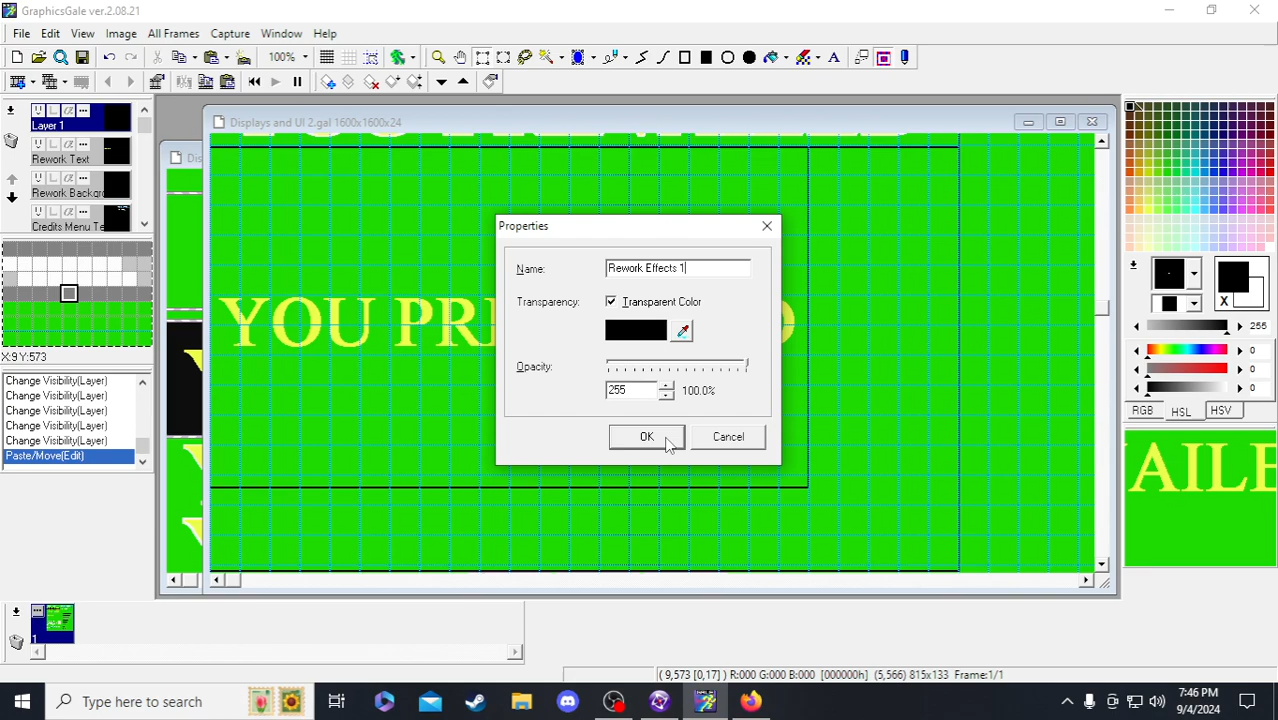 GraphicsGale ver.2.08.21
File Edit View Image All Frames Capture Window Help
100%
Layer 1
Rework Text
Rework Backgro
Credits Menu Te
Displays and UI 2.gal 1600x1600x24
Dis
YOU PRE
Properties
Name: Rework Effects 1
Transparency: Transparent Color
Opacity:
255 100.0%
OK Cancel
X:9 Y:573
Change Visibility(Layer)
Change Visibility(Layer)
Change Visibility(Layer)
Change Visibility(Layer)
Change Visibility(Layer)
Paste/Move(Edit)
X
255
0
0
0
RGB HSL HSV
AILE
1
( 9,573 [0,17] ) R:000 G:000 B:000 [000000h] (5,566) 815x133 Frame:1/1
Type here to search
7:46 PM
9/4/2024